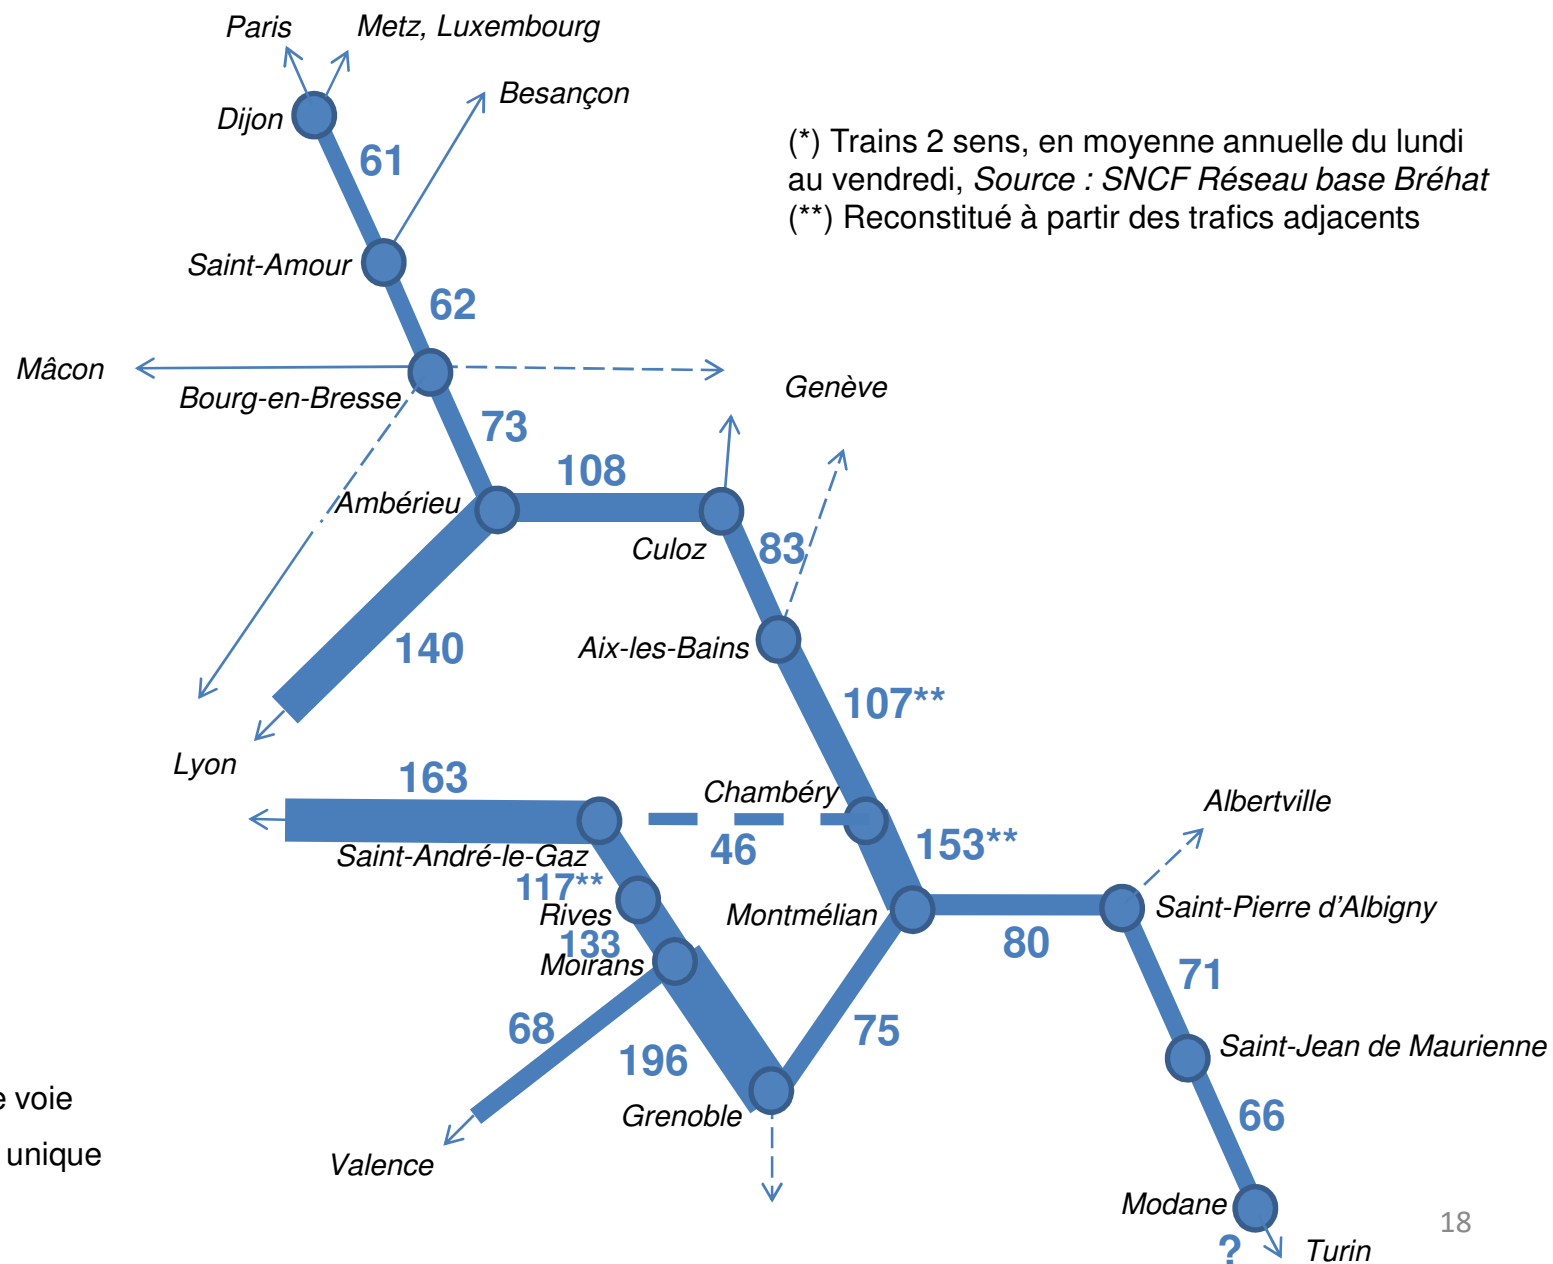 Paris
Metz, Luxembourg
Besançon
Dijon
(*) Trains 2 sens, en moyenne annuelle du lundi
au vendredi, Source : SNCF Réseau base Bréhat
(**) Reconstitué à partir des trafics adjacents
61
Saint-Amour
62
Mâcon
Bourg-en-Bresse
Genève
73
108
Ambérieu
Culoz
83
140
Aix-les-Bains
107**
Lyon
163
Chambéry
Albertville
46
153**
Saint-André-le-Gaz
117**
Rives
Montmélian
Saint-Pierre d'Albigny
133
80
Moirans
71
68
75
196
Saint-Jean de Maurienne
e voie
Grenoble
66
unique
Valence
Modane
18
?
Turin